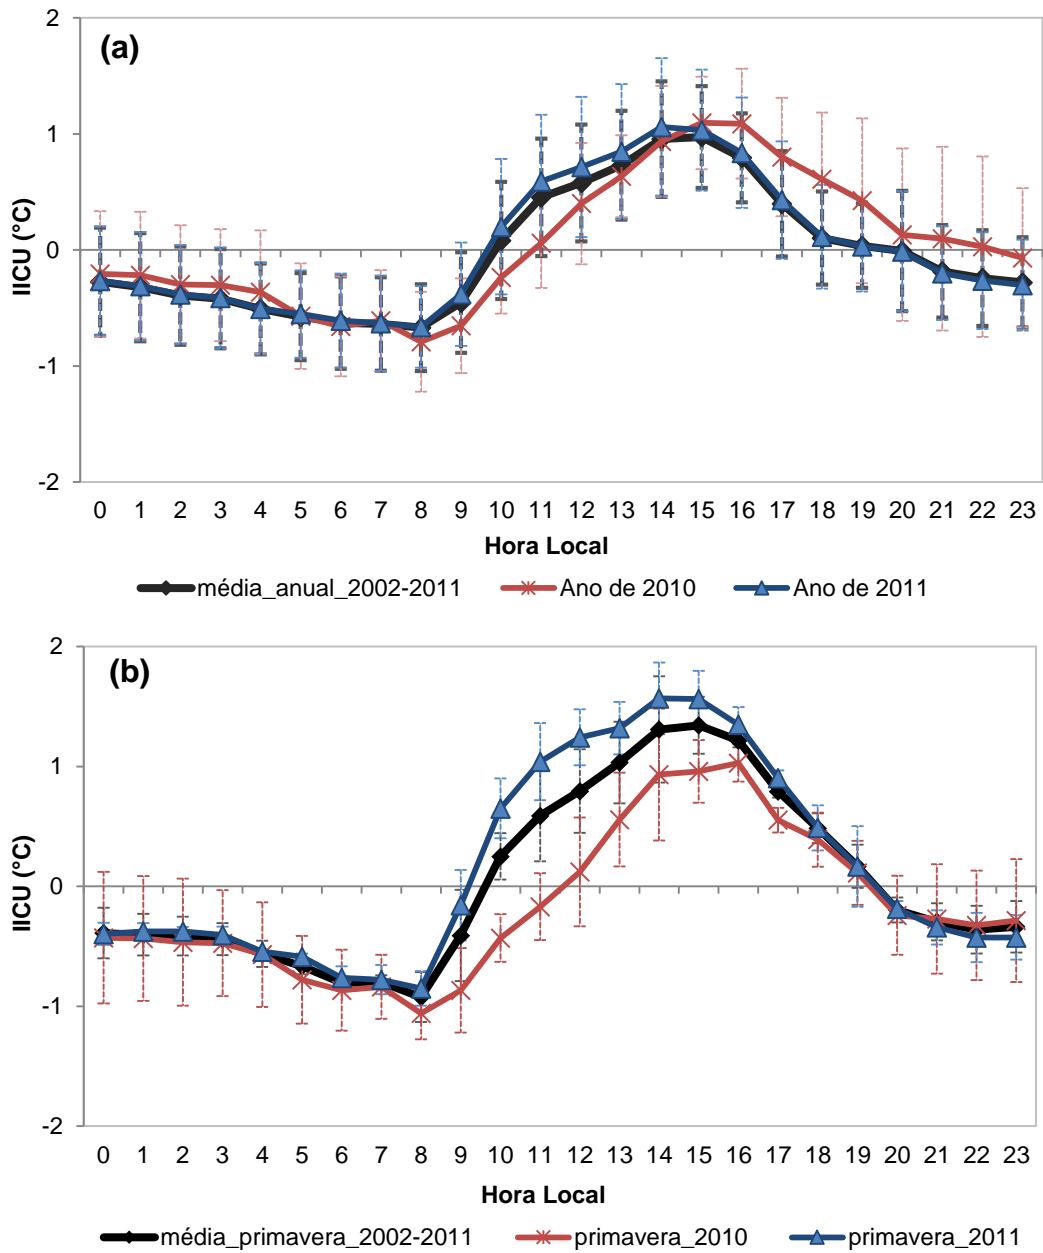 (a)
IICU (°C)
2
1
0
-1
-2
0 1 2 3 4 5 6 7 8 9 10 11 12 13 14 15 16 17 18 19 20 21 22 23
Hora Local
média_anual_2002-2011 Ano de 2010 Ano de 2011
(b)
IICU (°C)
2
1
0
-1
-2
0 1 2 3 4 5 6 7 8 9 10 11 12 13 14 15 16 17 18 19 20 21 22 23
Hora Local
média_primavera_2002-2011 primavera_2010 primavera_2011